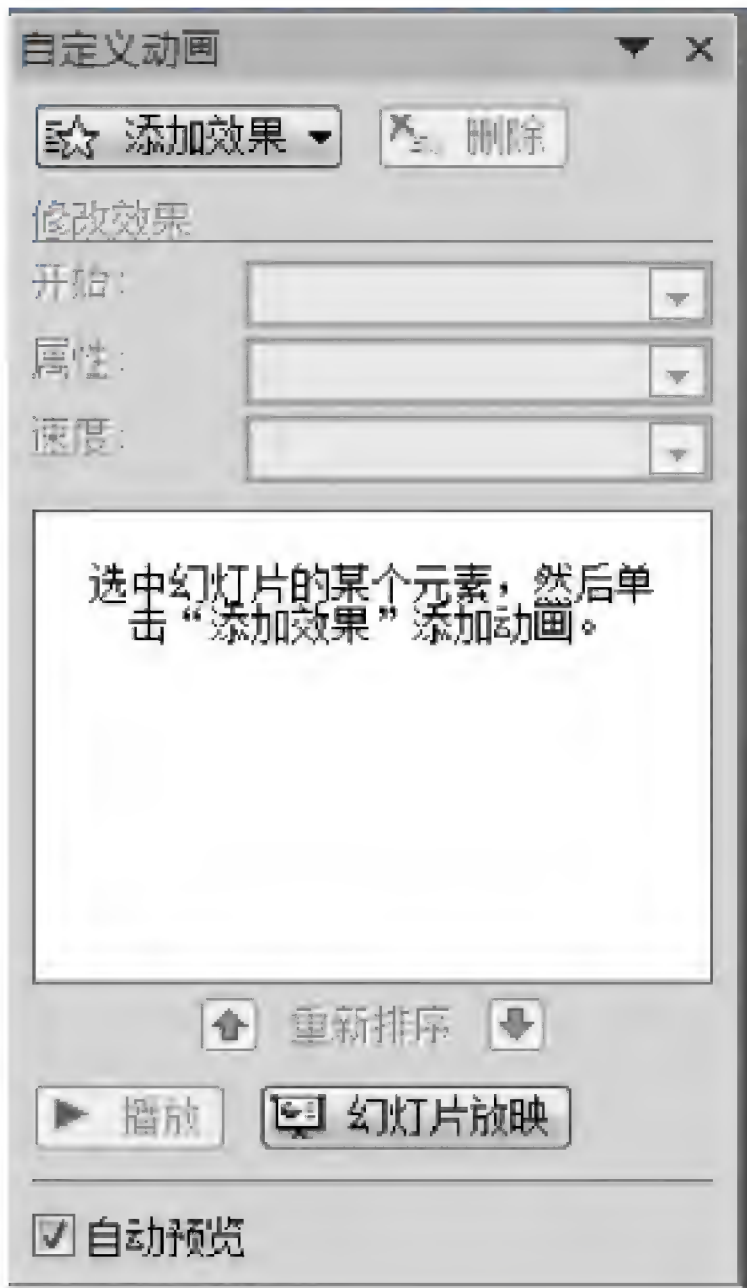 自定义动画
添加效果 删除
修改效果
开始：
属性：
速度：
选中幻灯片的某个元素，然后单
击“添加效果”添加动画。
重新排序
播放 幻灯片放映
自动预览